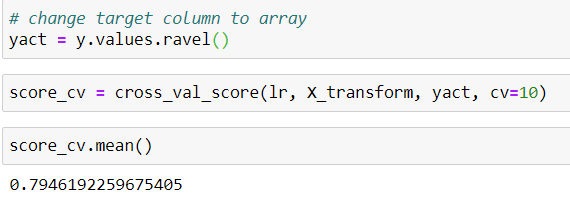 # change target column to array
yact = y.values.ravel()
score_cv = cross_val_score(lr, X_transform, yact, cv=10)
score_cv.mean()
0.7946192259675405